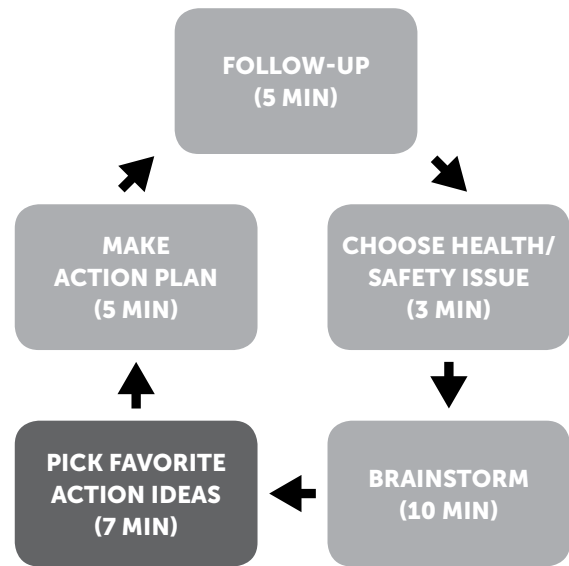 FOLLOW-UP
(5 MIN)
CHOOSE HEALTH/
SAFETY ISSUE
(3 MIN)
BRAINSTORM
(10 MIN)
PICK FAVORITE
ACTION IDEAS
(7 MIN)
MAKE
ACTION PLAN
(5 MIN)